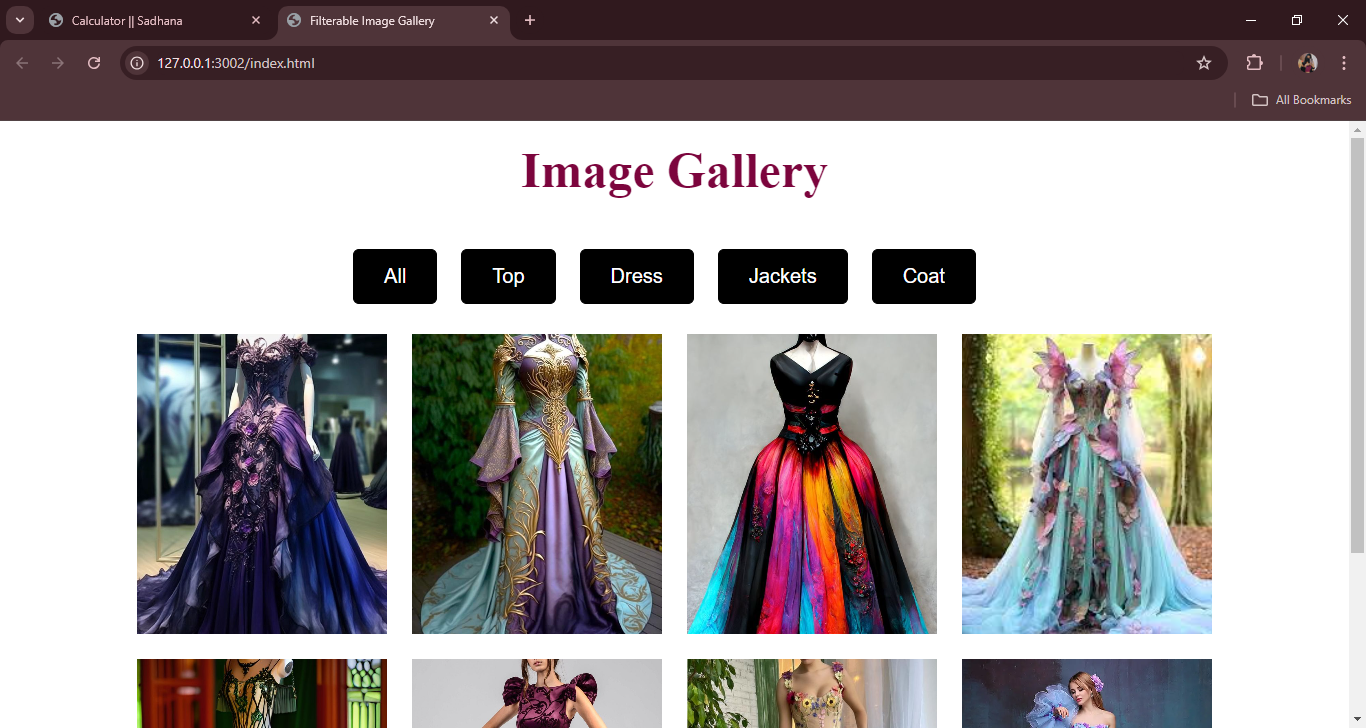 Calculator || Sadhana
Filterable Image Gallery
127.0.0.1:3002/index.html
All Bookmarks
Image Gallery
All Top Dress Jackets Coat